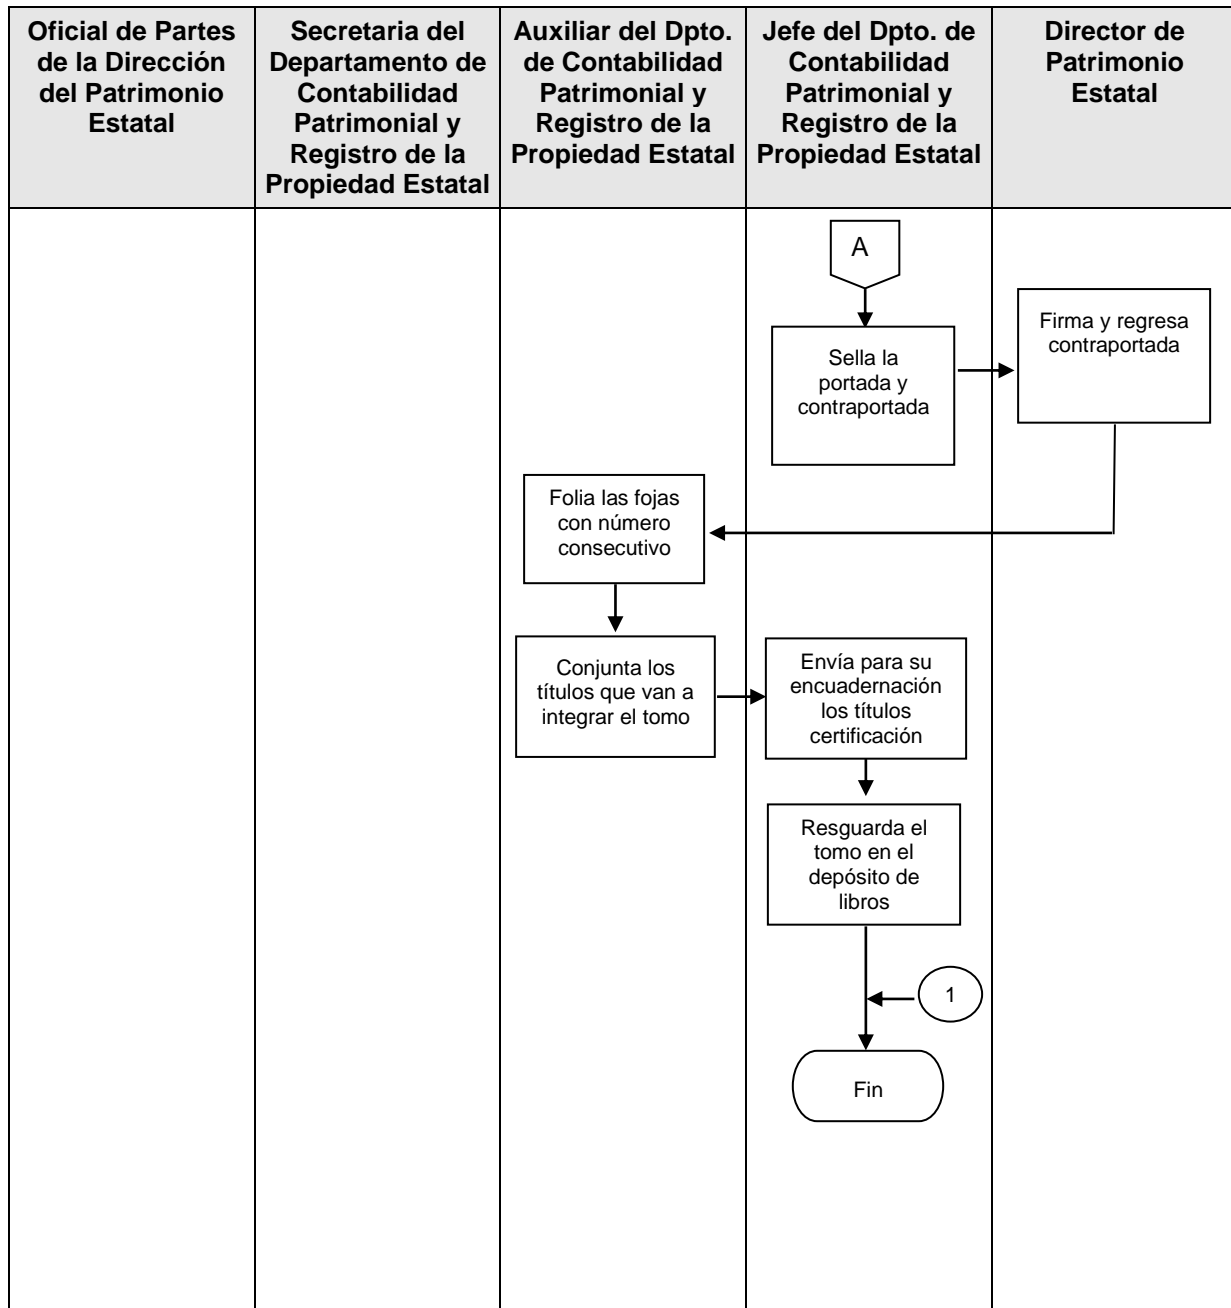 Oficial de Partes
de la Dirección
del Patrimonio
Estatal
Secretaria del
Departamento de
Contabilidad
Patrimonial y
Registro de la
Propiedad Estatal
Auxiliar del Dpto.
de Contabilidad
Patrimonial y
Registro de la
Propiedad Estatal
Jefe del Dpto. de
Contabilidad
Patrimonial y
Registro de la
Propiedad Estatal
Director de
Patrimonio
Estatal
A
Sella la
portada y
contraportada
Firma y regresa
contraportada
Folia las fojas
con número
consecutivo
Conjunta los
títulos que van a
integrar el tomo
Envía para su
encuadernación
los títulos
certificación
Resguarda el
tomo en el
depósito de
libros
1
Fin